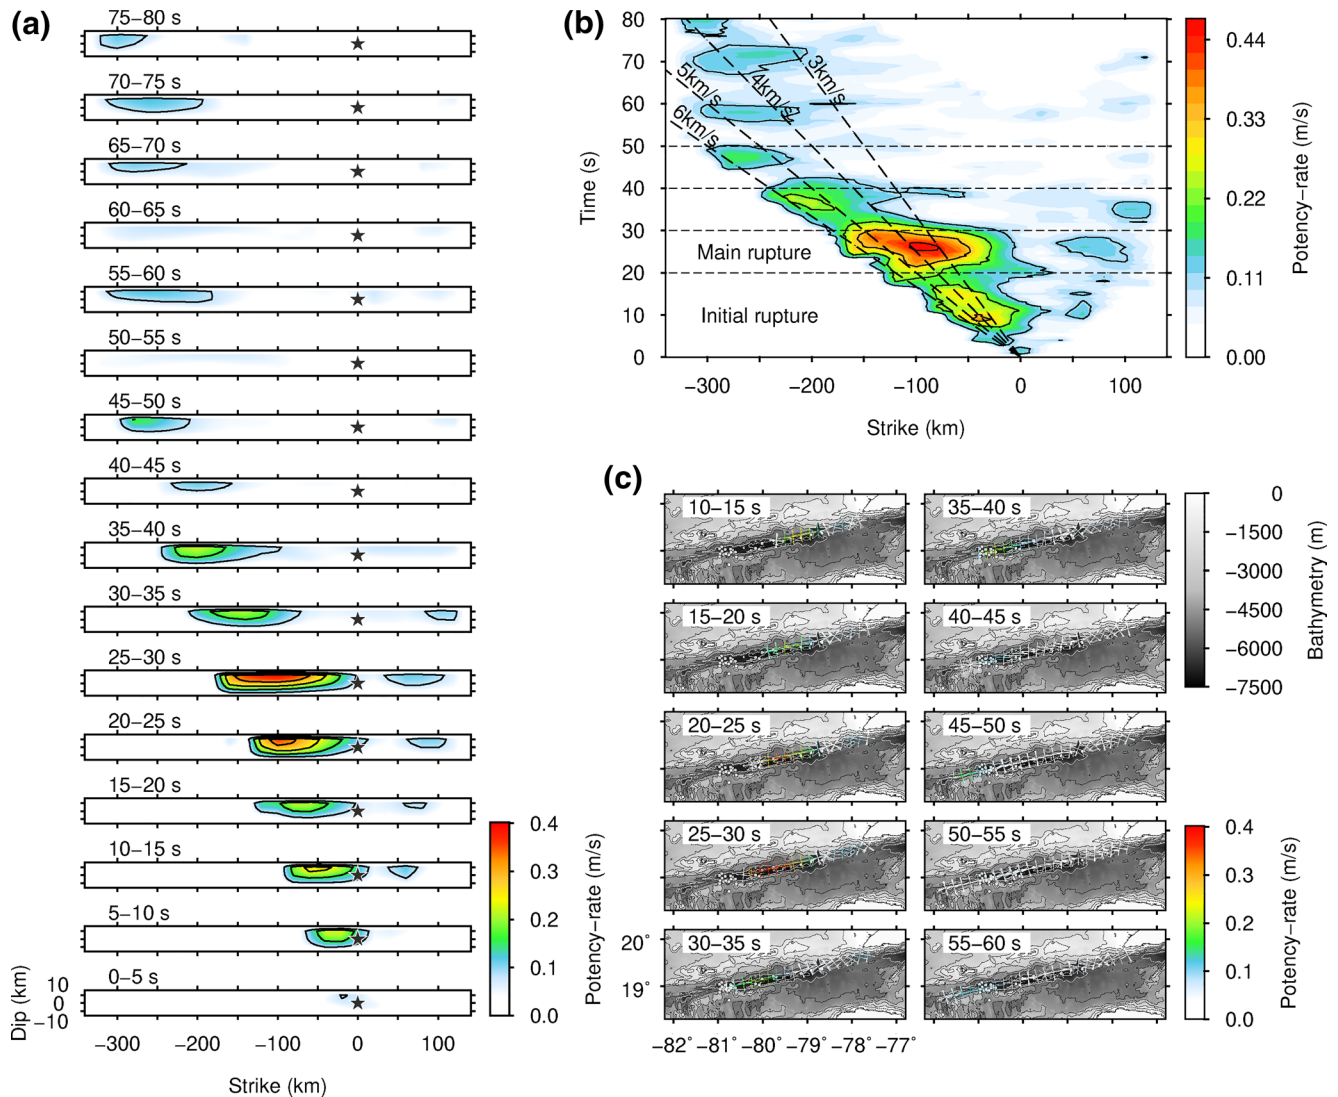 (a)
75−80 s
70−75 s
65−70 s
60−65 s
55−60 s
50−55 s
45−50 s
40−45 s
35−40 s
30−35 s
25−30 s
20−25 s
15−20 s
10−15 s
5−10 s
0−5 s
10
0
−10
Dip (km)
−300 −200 −100 0 100
Strike (km)
0.4
0.3
0.2
0.1
0.0
Potency−rate (m/s)
(b)
80
70
60
50
40
30
20
10
0
Time (s)
3km/s
4km/s
5km/s
6km/s
Main rupture
Initial rupture
−300 −200 −100 0 100
Strike (km)
0.44
0.33
0.22
0.11
0.00
Potency−rate (m/s)
(c)
10−15 s 35−40 s
15−20 s 40−45 s
20−25 s 45−50 s
25−30 s 50−55 s
30−35 s 55−60 s
20°
19°
−82° −81° −80° −79° −78° −77°
0
−1500
−3000
−4500
−6000
−7500
Bathymetry (m)
0.4
0.3
0.2
0.1
0.0
Potency−rate (m/s)